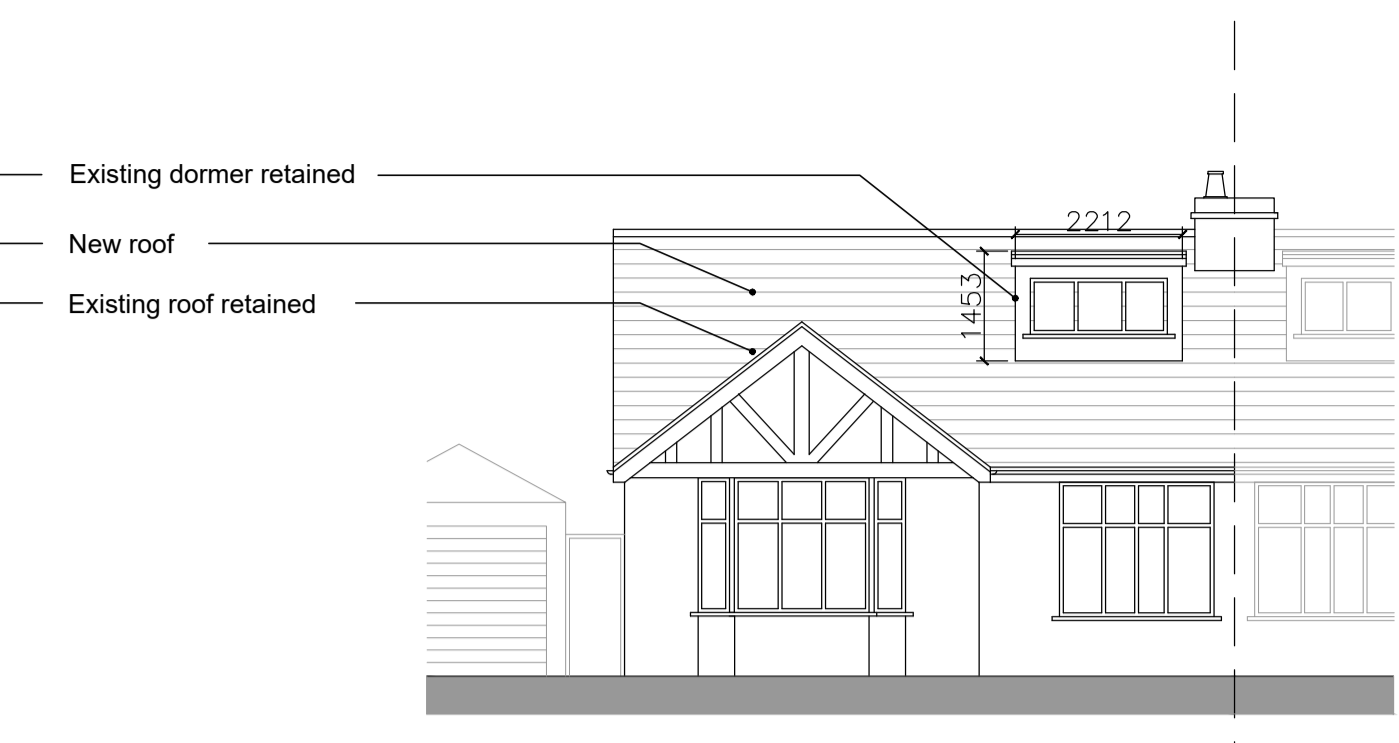 Existing dormer retained
New roof
Existing roof retained
2212
1453